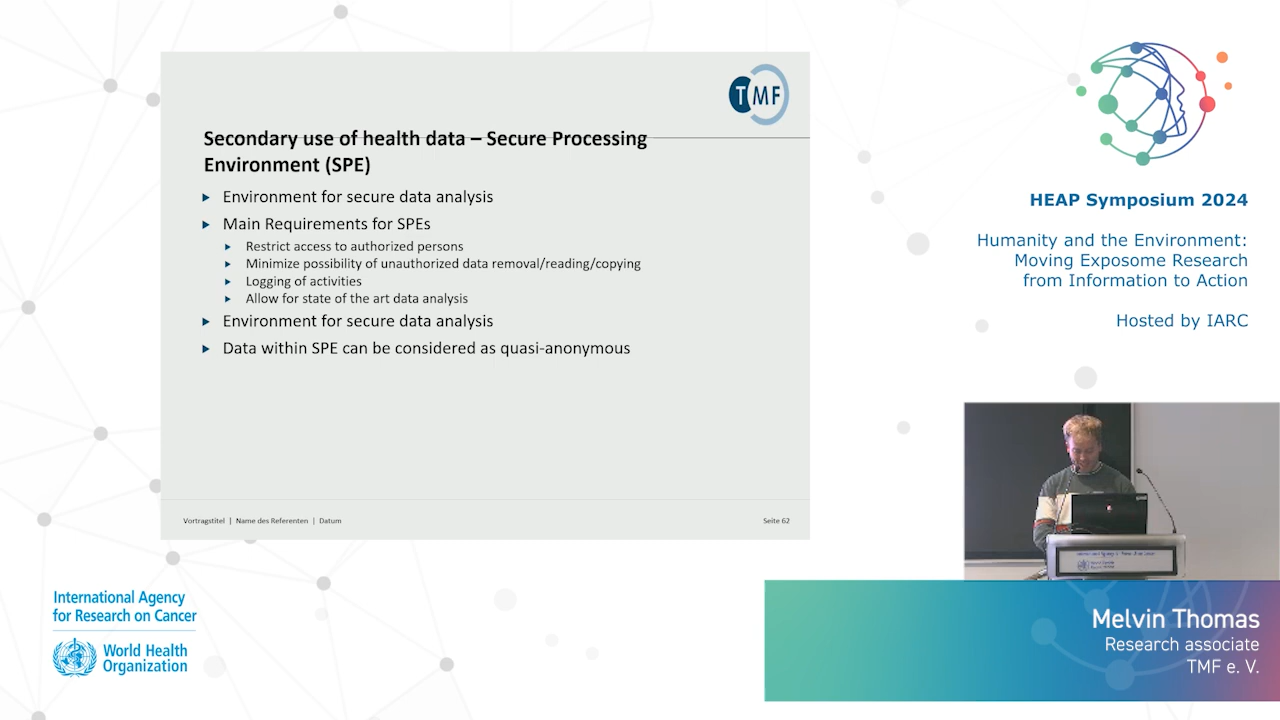 TMF
Secondary use of health data – Secure Processing
Environment (SPE)
Environment for secure data analysis
Main Requirements for SPEs
Restrict access to authorized persons
Minimize possibility of unauthorized data removal/reading/copying
Logging of activities
Allow for state of the art data analysis
Environment for secure data analysis
Data within SPE can be considered as quasi-anonymous
Vortragstitel | Name des Referenten | Datum
Seite 62
HEAP Symposium 2024
Humanity and the Environment:
Moving Exposome Research
from Information to Action
Hosted by IARC
International Agency
for Research on Cancer
World Health
Organization
Melvin Thomas
Research associate
TMF e. V.